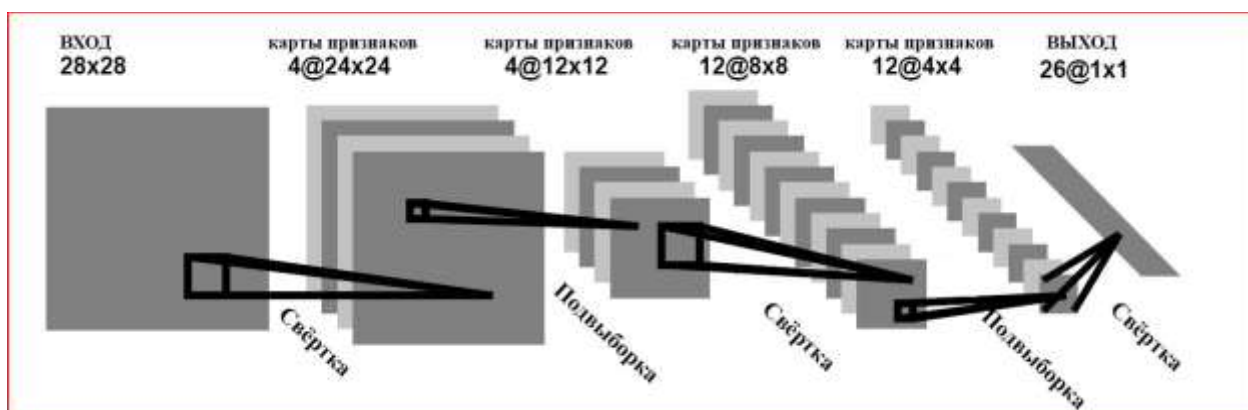 ВХОД
28x28
карты признаков
4@24x24
карты признаков
4@12x12
карты признаков
12@8x8
карты признаков
12@4x4
ВЫХОД
26@1x1
Свёртка
Подвыборка
Свёртка
Подвыборка
Свёртка